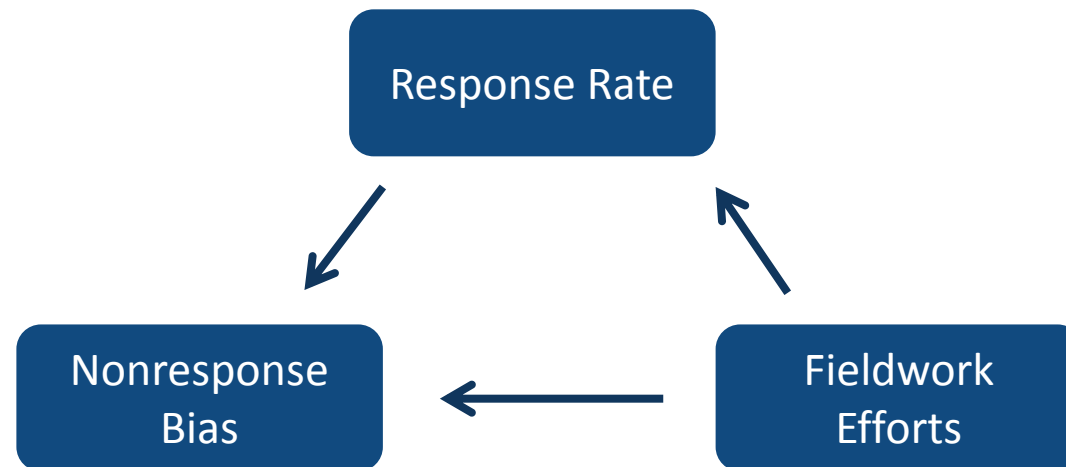 Response Rate
Nonresponse
Bias
Fieldwork
Efforts